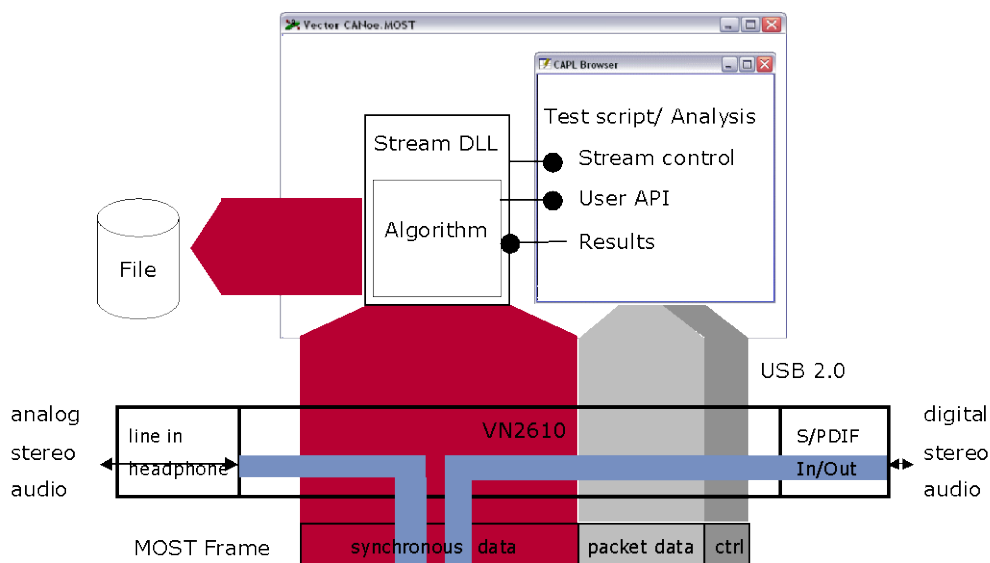 Vector CANoe.MOST
CAPL Browser
Test script/ Analysis
Stream DLL
Stream control
User API
Algorithm
Results
File
USB 2.0
analog
stereo
audio
line in
headphone
VN2610
S/PDIF
In/Out
digital
stereo
audio
MOST Frame
synchronous data
packet data
ctrl